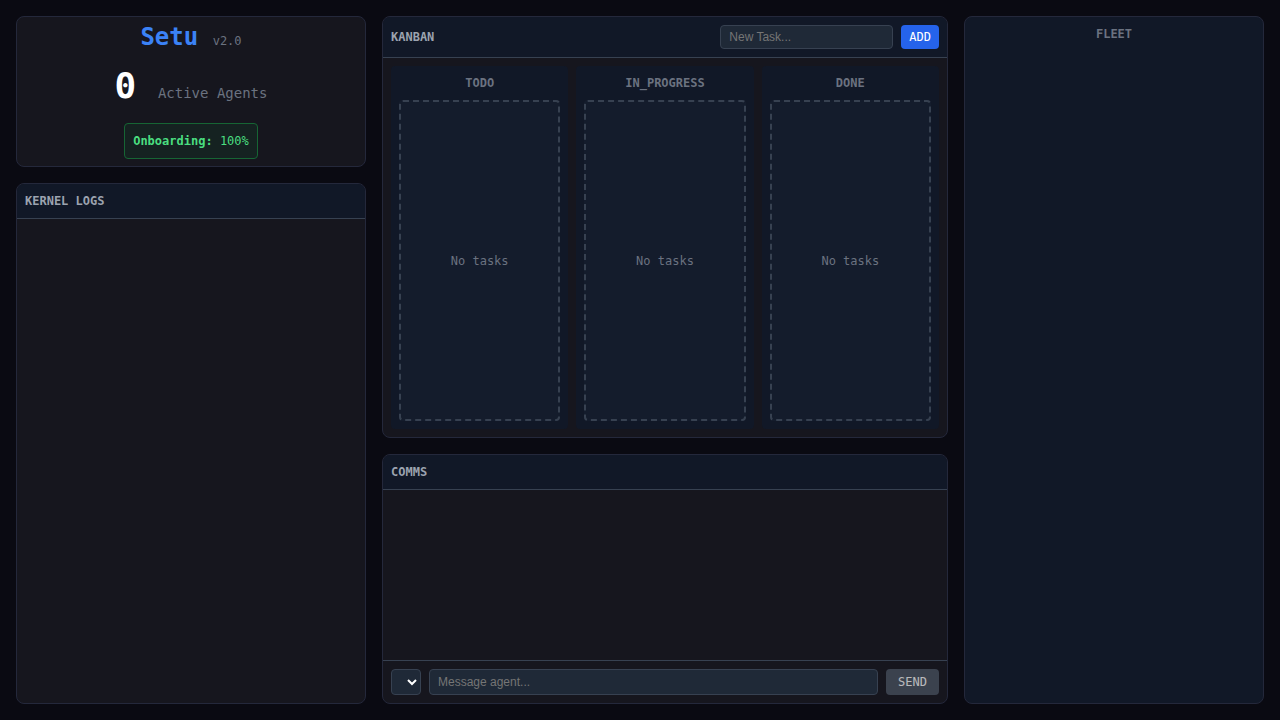 Setu v2.0
0 Active Agents
Onboarding: 100%
KERNEL LOGS
KANBAN
New Task...
ADD
TODO
IN_PROGRESS
DONE
No tasks
No tasks
No tasks
COMMS
Message agent...
SEND
FLEET